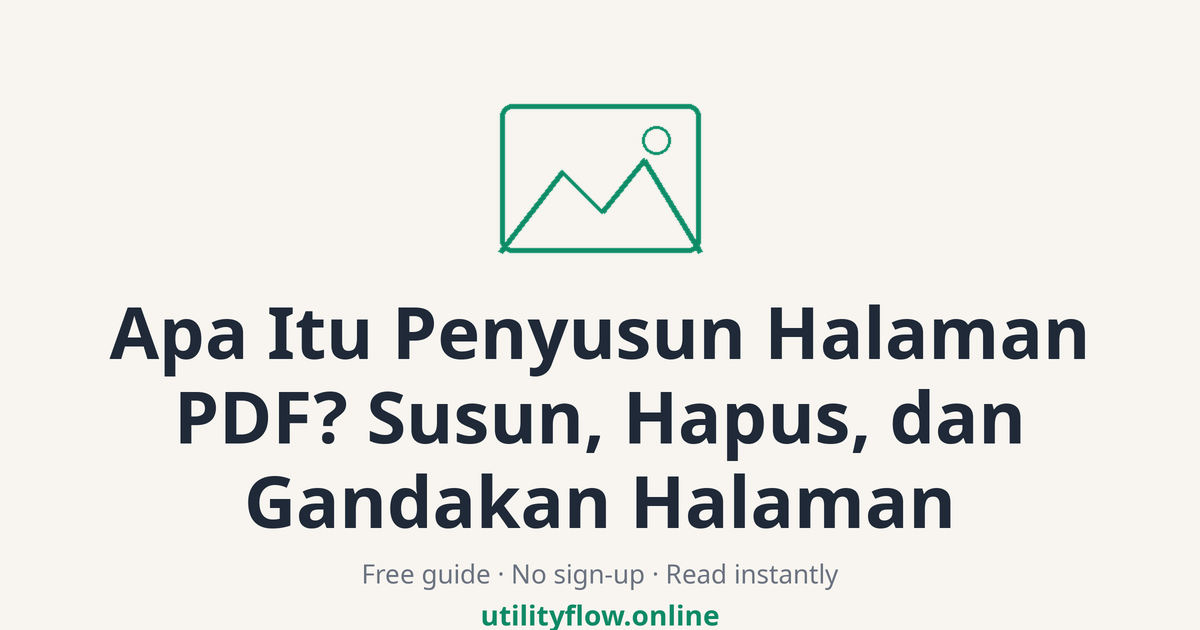 Apa Itu Penyusun Halaman
PDF? Susun, Hapus, dan
Gandakan Halaman
Free guide · No sign-up · Read instantly
utilityflow.online